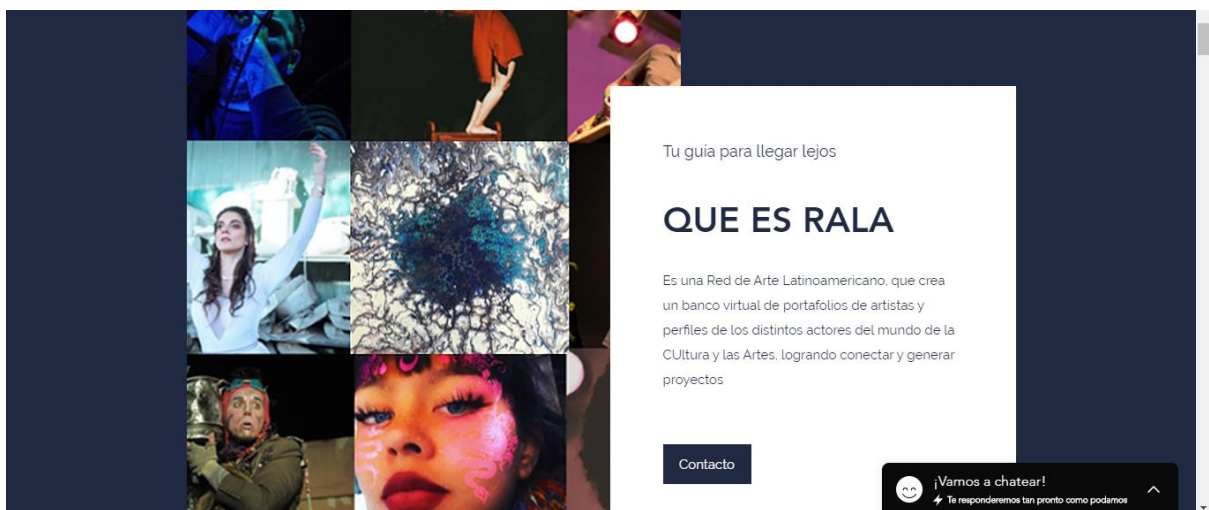 Tu guía para llegar lejos
QUE ES RALA
Es una Red de Arte Latinoamericano, que crea
un banco virtual de portafolios de artistas y
perfiles de los distintos actores del mundo de la
CUltura y las Artes, logrando conectar y generar
proyectos
Contacto
¡Vamos a chatear!
Te responderemos tan pronto como podamos